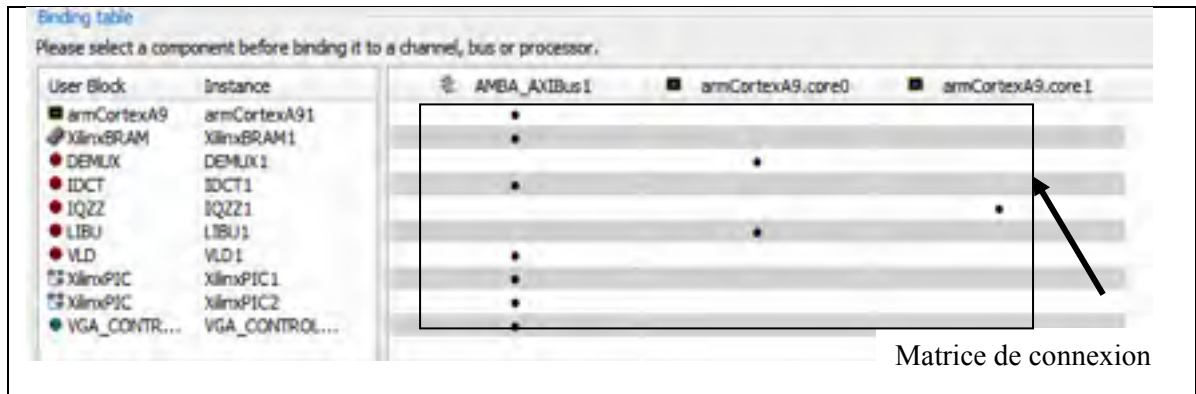 Binding table
Please select a component before binding it to a channel, bus or processor.
User Block Instance AMBA_AXIBus1 armCortexA9.core0 armCortexA9.core1
armCortexA9 armCortexA91
XilinxBRAM XilinxBRAM1
DEMUX DEMUX1
IDCT IDCT1
IQZZ IQZZ1
LIBU LIBU1
VLD VLD1
XilinxPIC XilinxPIC1
XilinxPIC XilinxPIC2
VGA_CONTR... VGA_CONTROL...
Matrice de connexion